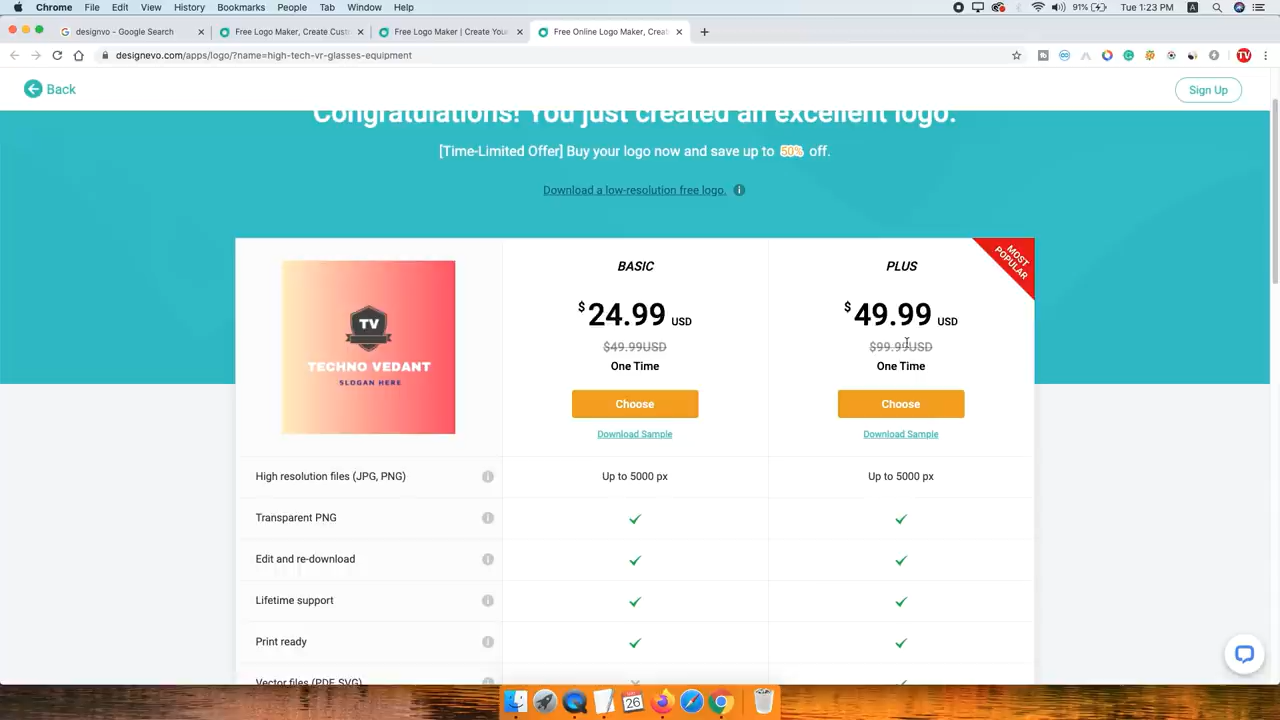 Chrome File Edit View History Bookmarks People Tab Window Help
91% Tue 1:23 PM
designvo - Google Search
Free Logo Maker, Create Cust
Free Logo Maker | Create Your
Free Online Logo Maker, Creat
designevo.com/apps/logo/?name=high-tech-vr-glasses-equipment
TV
Back
Sign Up
Congratulations! You just created an excellent logo.
[Time-Limited Offer] Buy your logo now and save up to 50% off.
Download a low-resolution free logo.
MOST POPULAR
BASIC
PLUS
$24.99 USD
$49.99 USD
$49.99USD
$99.99USD
One Time
One Time
TV
TECHNO VEDANT
SLOGAN HERE
Choose
Choose
Download Sample
Download Sample
High resolution files (JPG, PNG)
Up to 5000 px
Up to 5000 px
Transparent PNG
Edit and re-download
Lifetime support
Print ready
Vector files (PDF, SVG)
26